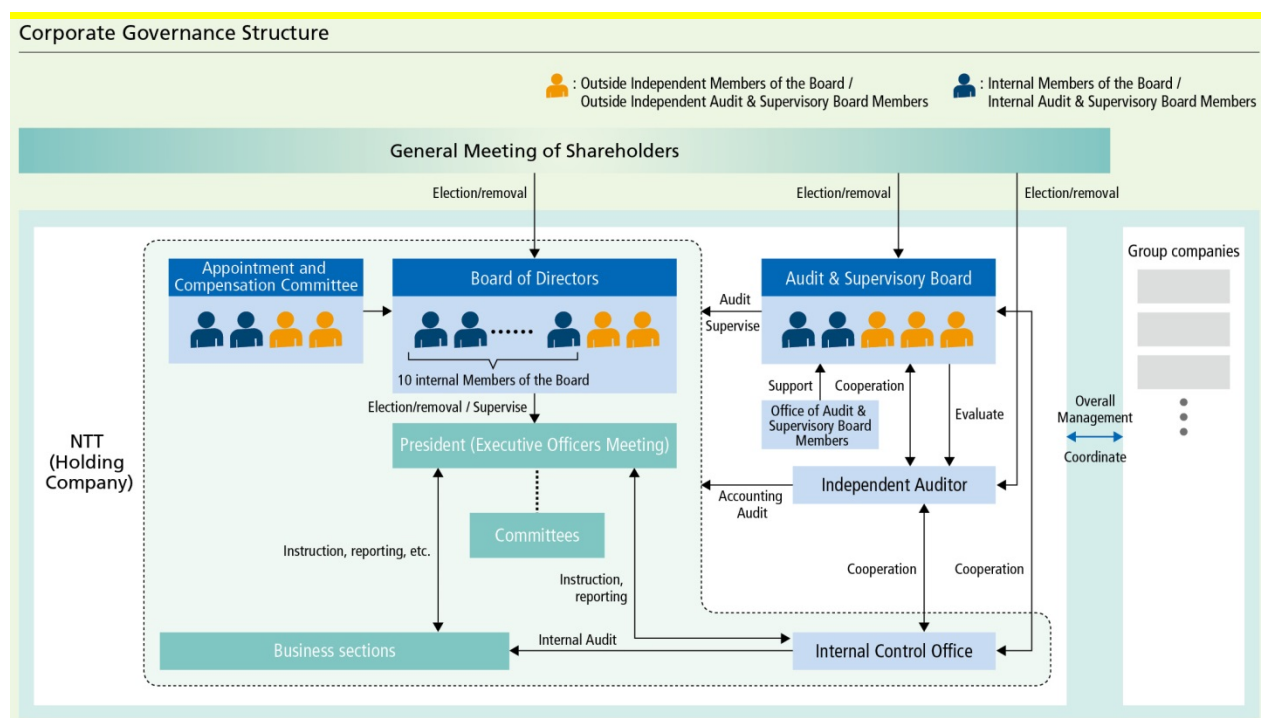 Corporate Governance Structure
: Outside Independent Members of the Board /
Outside Independent Audit & Supervisory Board Members
: Internal Members of the Board /
Internal Audit & Supervisory Board Members
General Meeting of Shareholders
Election/removal
Election/removal
Election/removal
Appointment and
Compensation Committee
Board of Directors
Audit & Supervisory Board
Group companies
Audit
Supervise
10 internal Members of the Board
Election/removal / Supervise
Support
Cooperation
Office of Audit &
Supervisory Board
Members
Evaluate
Overall
Management
Coordinate
NTT
(Holding
Company)
President (Executive Officers Meeting)
Independent Auditor
Accounting
Audit
Committees
Instruction, reporting, etc.
Instruction,
reporting
Cooperation
Cooperation
Business sections
Internal Audit
Internal Control Office